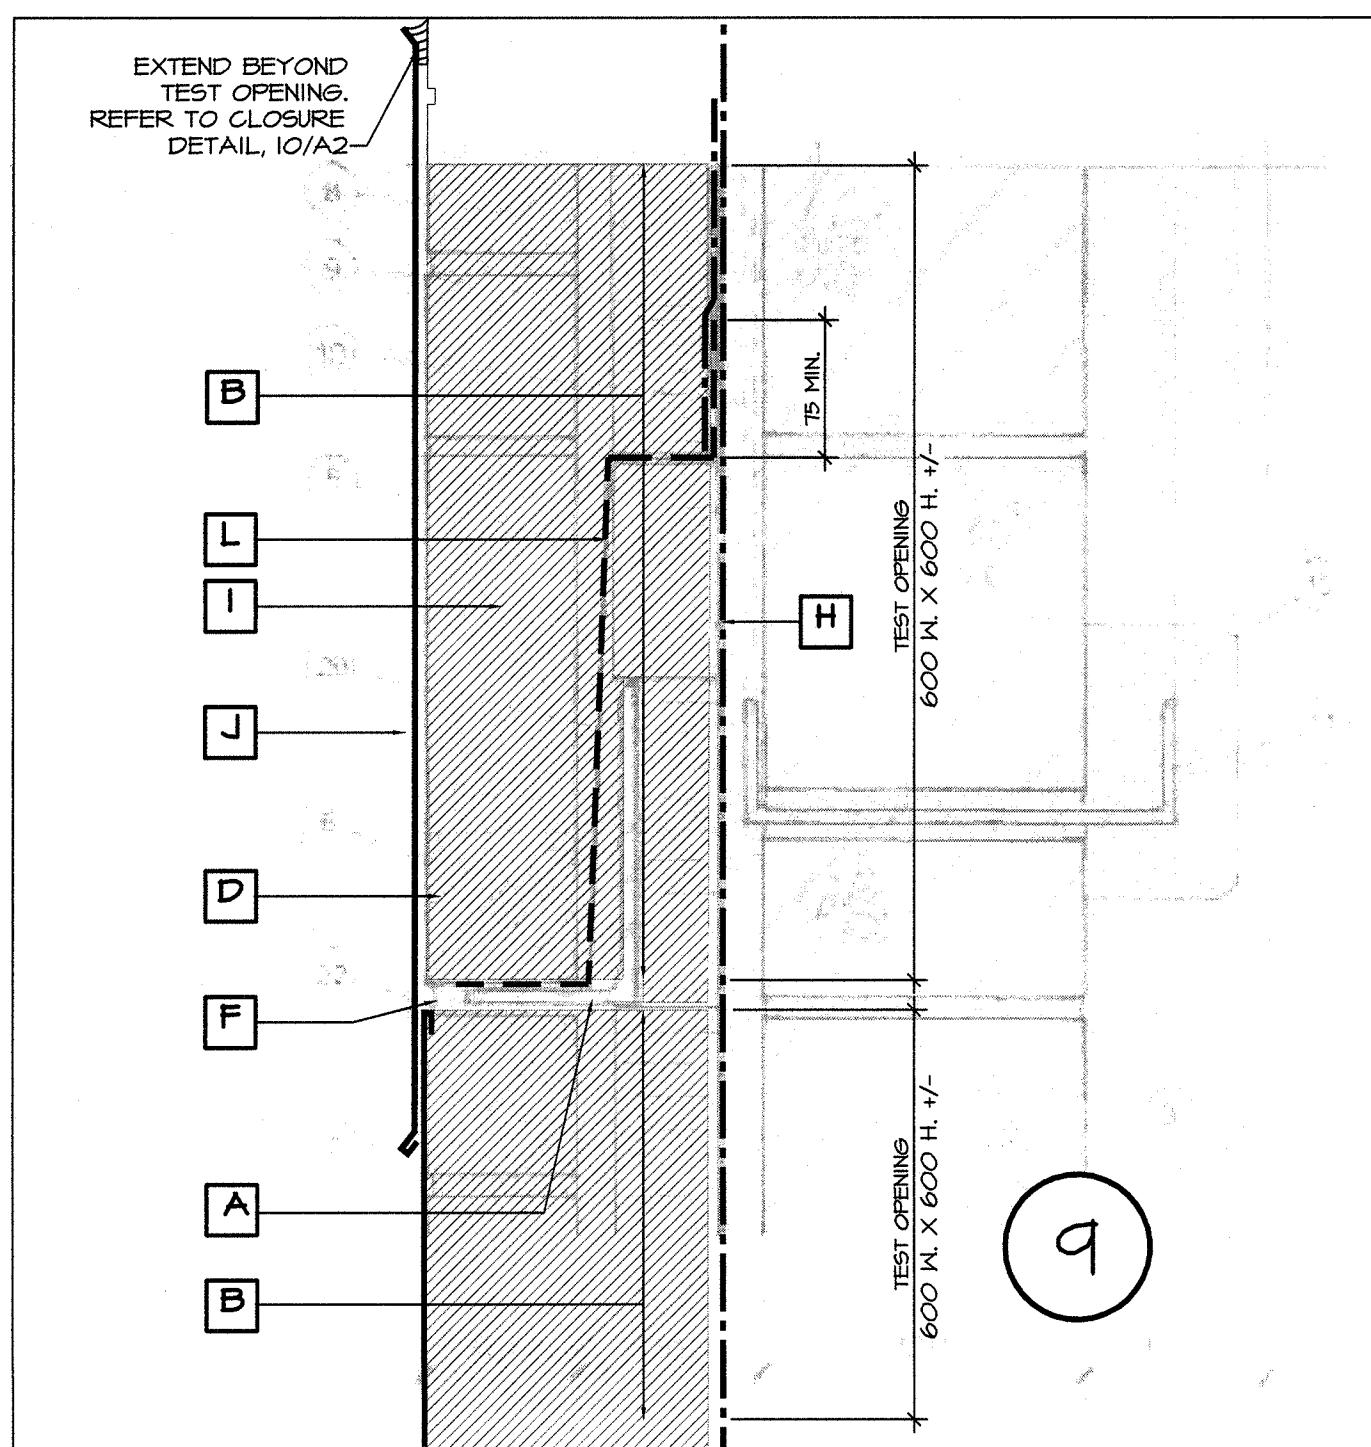 EXTEND BEYOND
TEST OPENING.
REFER TO CLOSURE
DETAIL, 10/A2
B
75 MIN.
L
TEST OPENING
600 W. X 600 H. +/-
I
H
J
D
F
A
TEST OPENING
600 W. X 600 H. +/-
9
B